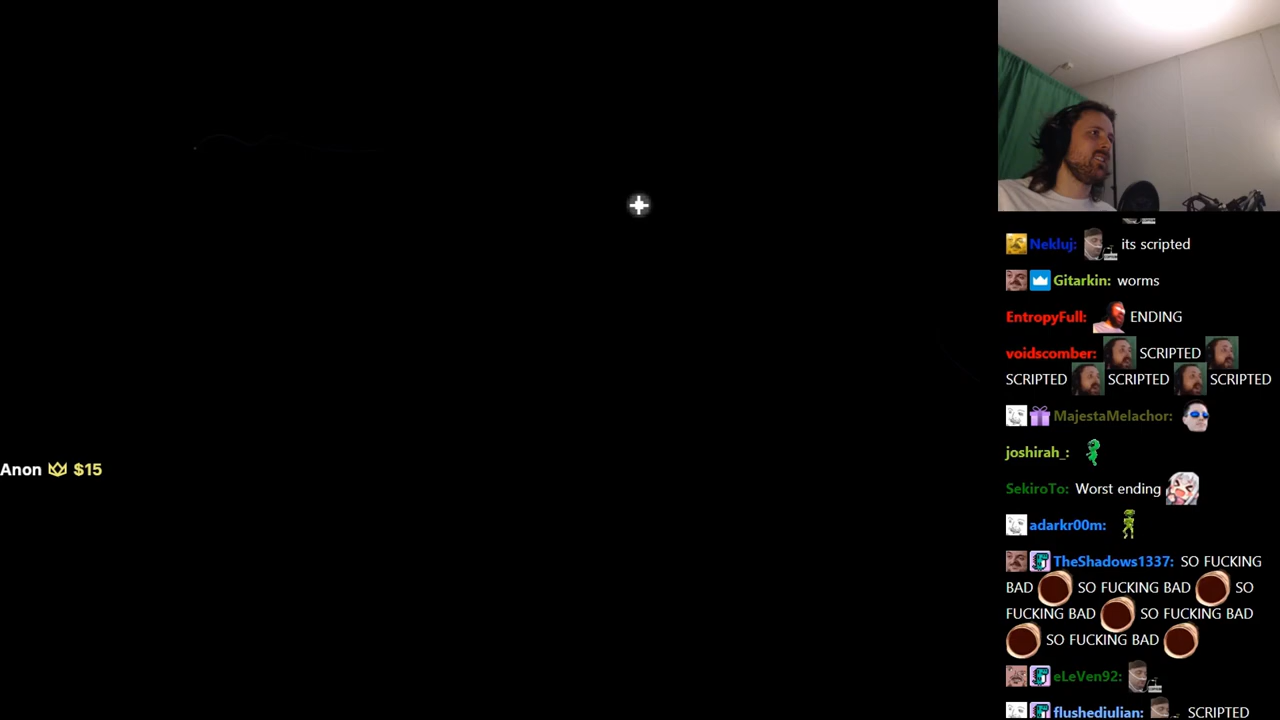 Nekluj: its scripted
Gitarkin: worms
EntropyFull: ENDING
voidscomber: SCRIPTED
SCRIPTED SCRIPTED SCRIPTED
MajestaMelachor:
joshirah_:
Anon $15
SekiroTo: Worst ending
adarkr00m:
TheShadows1337: SO FUCKING
BAD SO FUCKING BAD SO
FUCKING BAD SO FUCKING BAD
SO FUCKING BAD
eLeVen92:
flushedjulian: SCRIPTED